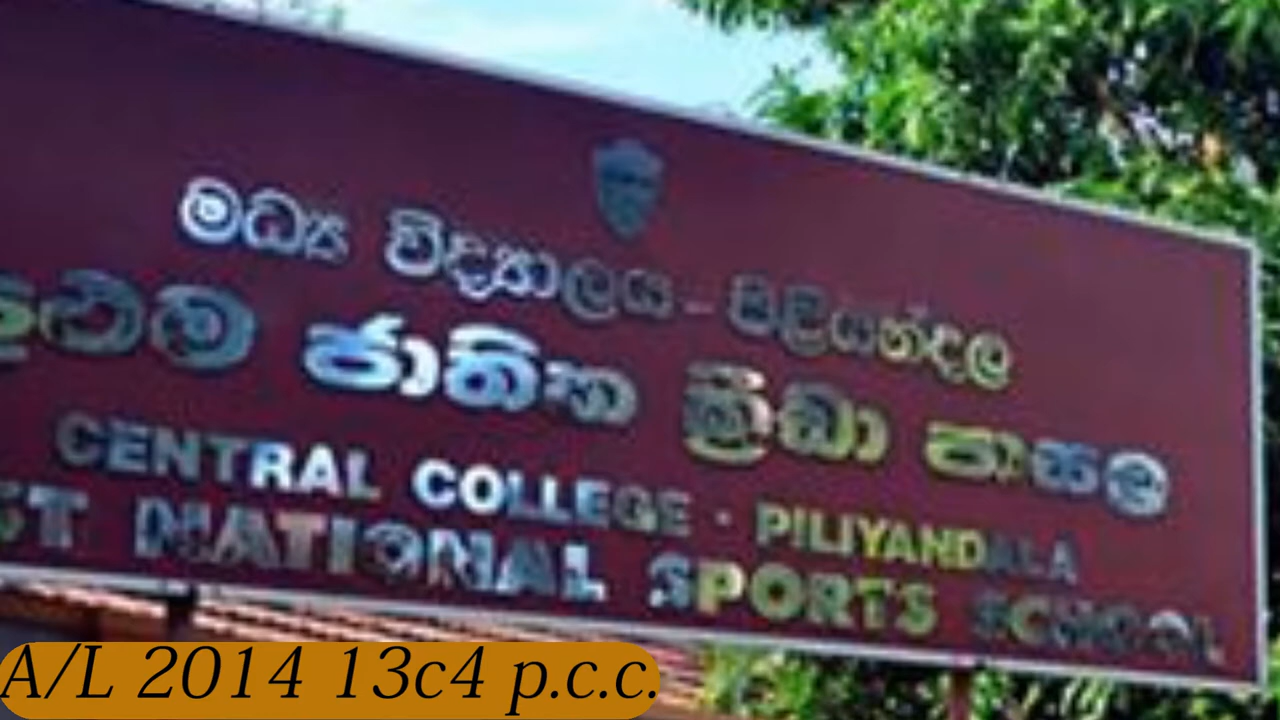 මධ්‍ය විද්‍යාලය - පිළියන්දල
ජාතික ක්‍රීඩා පාසල
CENTRAL COLLEGE · PILIYANDALA
NATIONAL SPORTS SCHOOL
A/L 2014 13c4 p.c.c.